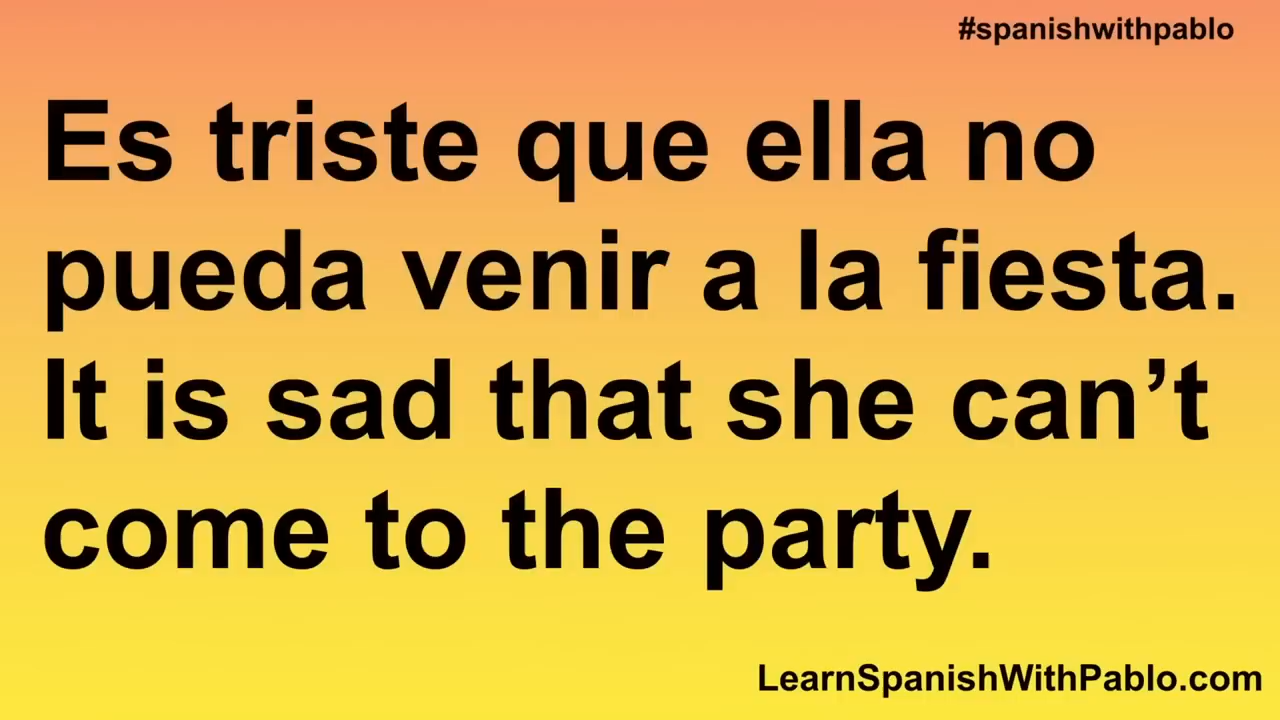 #spanishwithpablo
Es triste que ella no
pueda venir a la fiesta.
It is sad that she can’t
come to the party.
LearnSpanishWithPablo.com